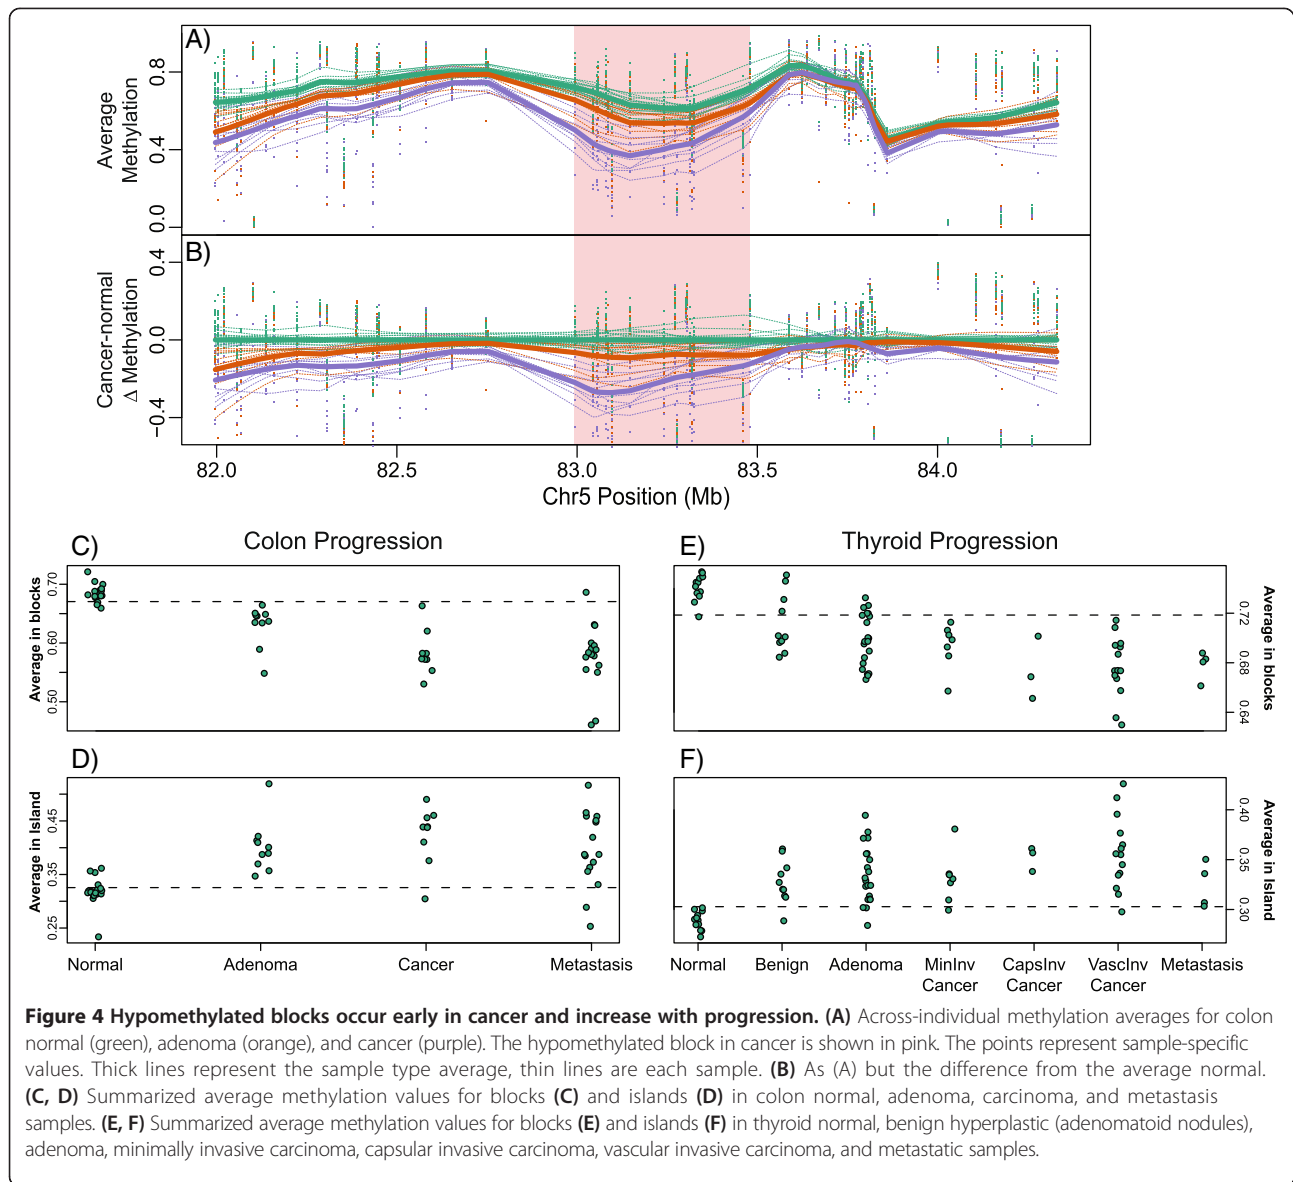 A)
0.8
0.4
0.0
Average
Methylation
B)
0.4
0.0
−0.4
Cancer-normal
Δ Methylation
82.0 82.5 83.0 83.5 84.0
Chr5 Position (Mb)
C) Colon Progression
0.70
0.60
0.50
Average in blocks
D)
0.45
0.35
0.25
Average in Island
Normal Adenoma Cancer Metastasis
E) Thyroid Progression
0.72
0.68
0.64
Average in blocks
F)
0.40
0.35
0.30
Average in Island
Normal Benign Adenoma MinInv CapsInv VascInv Metastasis
Cancer Cancer Cancer
Figure 4 Hypomethylated blocks occur early in cancer and increase with progression. (A) Across-individual methylation averages for colon
normal (green), adenoma (orange), and cancer (purple). The hypomethylated block in cancer is shown in pink. The points represent sample-specific
values. Thick lines represent the sample type average, thin lines are each sample. (B) As (A) but the difference from the average normal.
(C, D) Summarized average methylation values for blocks (C) and islands (D) in colon normal, adenoma, carcinoma, and metastasis
samples. (E, F) Summarized average methylation values for blocks (E) and islands (F) in thyroid normal, benign hyperplastic (adenomatoid nodules),
adenoma, minimally invasive carcinoma, capsular invasive carcinoma, vascular invasive carcinoma, and metastatic samples.